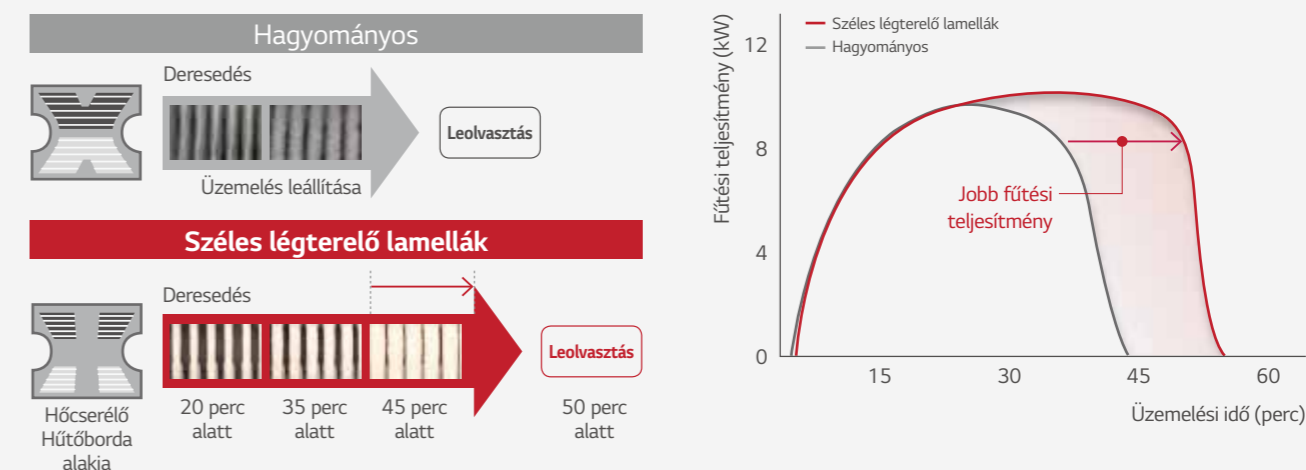 Hagyományos
Deresedés
Leolvasztás
Üzemelés leállítása
Széles légterelő lamellák
Deresedés
Leolvasztás
Hőcserélő
Hűtőborda
alakja
20 perc
alatt
35 perc
alatt
45 perc
alatt
50 perc
alatt
Fűtési teljesítmény (kW)
Széles légterelő lamellák
Hagyományos
12
8
4
0
Jobb fűtési
teljesítmény
15
30
45
60
Üzemelési idő (perc)